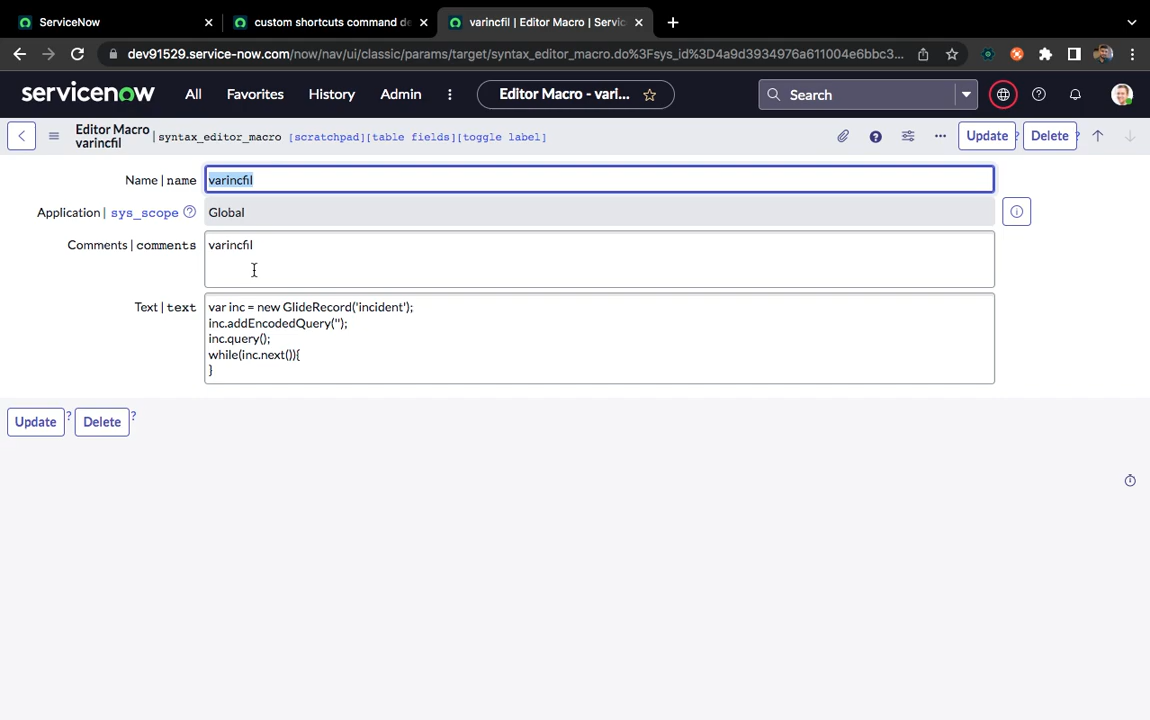 ServiceNow
custom shortcuts command de
varincfil | Editor Macro | Servic
dev91529.service-now.com/now/nav/ui/classic/params/target/syntax_editor_macro.do%3Fsys_id%3D4a9d3934976a611004e6bbc3...
servicenow
All
Favorites
History
Admin
Editor Macro - vari...
Search
Editor Macro
varincfil
|syntax_editor_macro [scratchpad][table fields][toggle label]
Update
?
Delete
?
Name | name
varincfil
Application | sys_scope
Global
Comments | comments
varincfil
Text | text
var inc = new GlideRecord('incident');
inc.addEncodedQuery('');
inc.query();
while(inc.next()){
}
Update
?
Delete
?